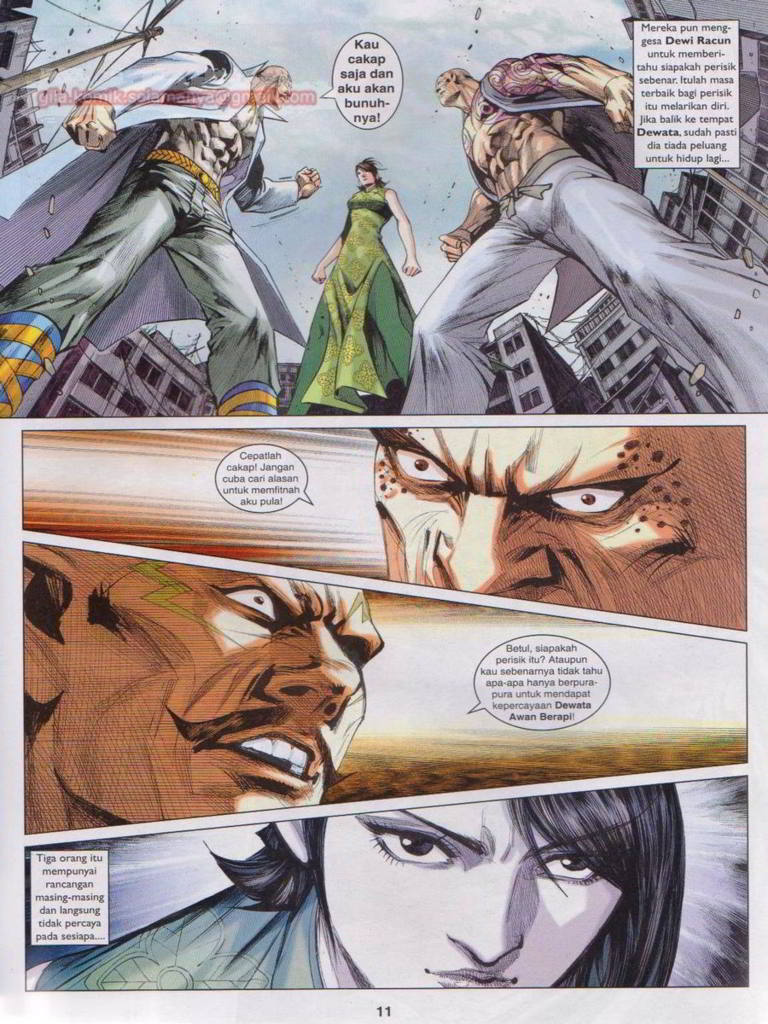 Kau
cakap
saja dan
aku akan
bunuh-
nya!
Mereka pun meng-
gesa Dewi Racun
untuk memberi-
tahu siapakah perisik
sebenar. Itulah masa
terbaik bagi perisik
itu melarikan diri.
Jika balik ke tempat
Dewata, sudah pasti
dia tiada peluang
untuk hidup lagi...
Cepatlah
cakap! Jangan
cuba cari alasan
untuk memfitnah
aku pula!
Betul, siapakah
perisik itu? Ataupun
kau sebenarnya tidak tahu
apa-apa hanya berpura-
pura untuk mendapat
kepercayaan Dewata
Awan Berapi!
Tiga orang itu
mempunyai
rancangan
masing-masing
dan langsung
tidak percaya
pada sesiapa....
11